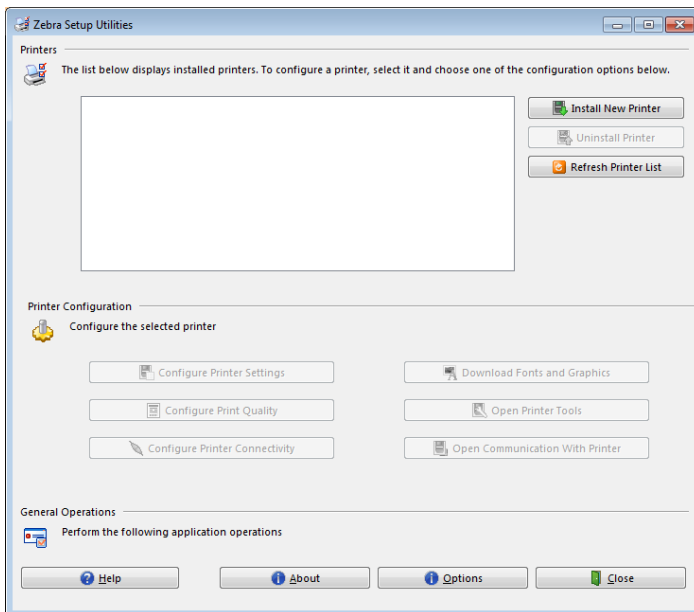 Zebra Setup Utilities
Printers
The list below displays installed printers. To configure a printer, select it and choose one of the configuration options below.
Install New Printer
Uninstall Printer
Refresh Printer List
Printer Configuration
Configure the selected printer
Configure Printer Settings
Download Fonts and Graphics
Configure Print Quality
Open Printer Tools
Configure Printer Connectivity
Open Communication With Printer
General Operations
Perform the following application operations
Help
About
Options
Close